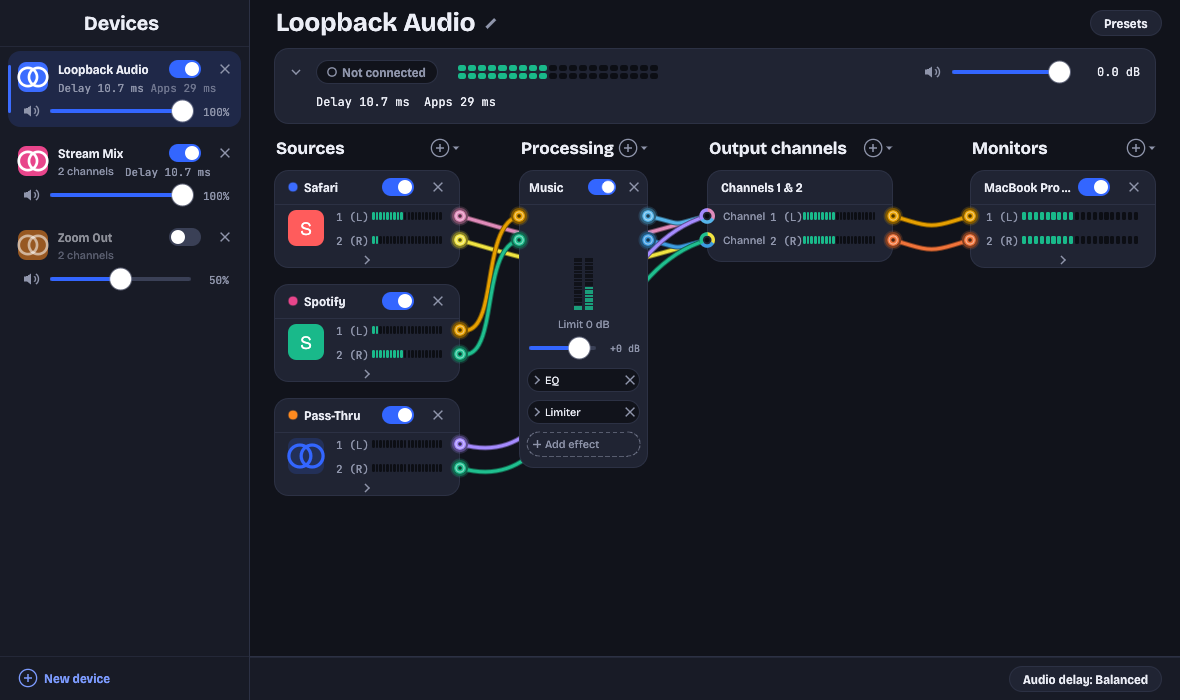 Devices
Loopback Audio
Delay 10.7 ms Apps 29 ms
100%
Stream Mix
2 channels Delay 10.7 ms
100%
Zoom Out
2 channels
50%
New device
Loopback Audio
Presets
Not connected
0.0 dB
Delay 10.7 ms Apps 29 ms
Sources
Safari
S
1 (L)
2 (R)
Spotify
S
1 (L)
2 (R)
Pass-Thru
1 (L)
2 (R)
Processing
Music
Limit 0 dB
+0 dB
EQ
Limiter
+ Add effect
Output channels
Channels 1 & 2
Channel 1 (L)
Channel 2 (R)
Monitors
MacBook Pro ...
1 (L)
2 (R)
Audio delay: Balanced